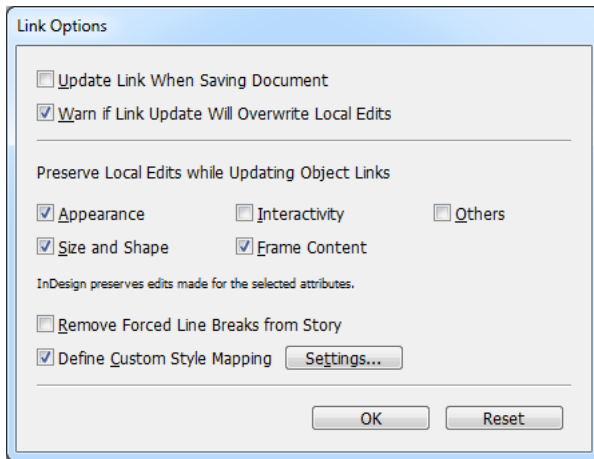 Link Options
Update Link When Saving Document
Warn if Link Update Will Overwrite Local Edits
Preserve Local Edits while Updating Object Links
Appearance Interactivity Others
Size and Shape Frame Content
InDesign preserves edits made for the selected attributes.
Remove Forced Line Breaks from Story
Define Custom Style Mapping Settings...
OK Reset